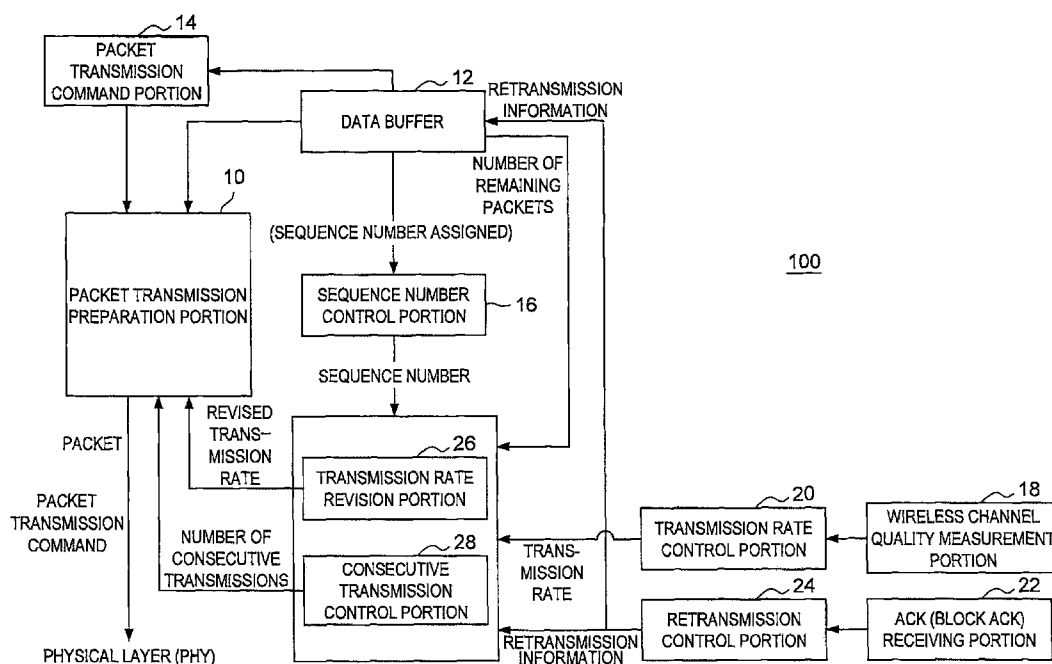 14
PACKET
TRANSMISSION
COMMAND PORTION
12
DATA BUFFER
RETRANSMISSION
INFORMATION
NUMBER OF
REMAINING
PACKETS
10
PACKET TRANSMISSION
PREPARATION PORTION
(SEQUENCE NUMBER ASSIGNED)
100
SEQUENCE NUMBER
CONTROL PORTION
16
SEQUENCE NUMBER
PACKET
REVISED
TRANS-
MISSION
RATE
26
TRANSMISSION RATE
REVISION PORTION
PACKET
TRANSMISSION
COMMAND
NUMBER OF
CONSECUTIVE
TRANSMISSIONS
28
CONSECUTIVE
TRANSMISSION
CONTROL PORTION
TRANS-
MISSION
RATE
20
TRANSMISSION RATE
CONTROL PORTION
18
WIRELESS CHANNEL
QUALITY MEASUREMENT
PORTION
24
RETRANSMISSION
CONTROL PORTION
22
ACK (BLOCK ACK)
RECEIVING PORTION
RETRANSMISSION
INFORMATION
PHYSICAL LAYER (PHY)